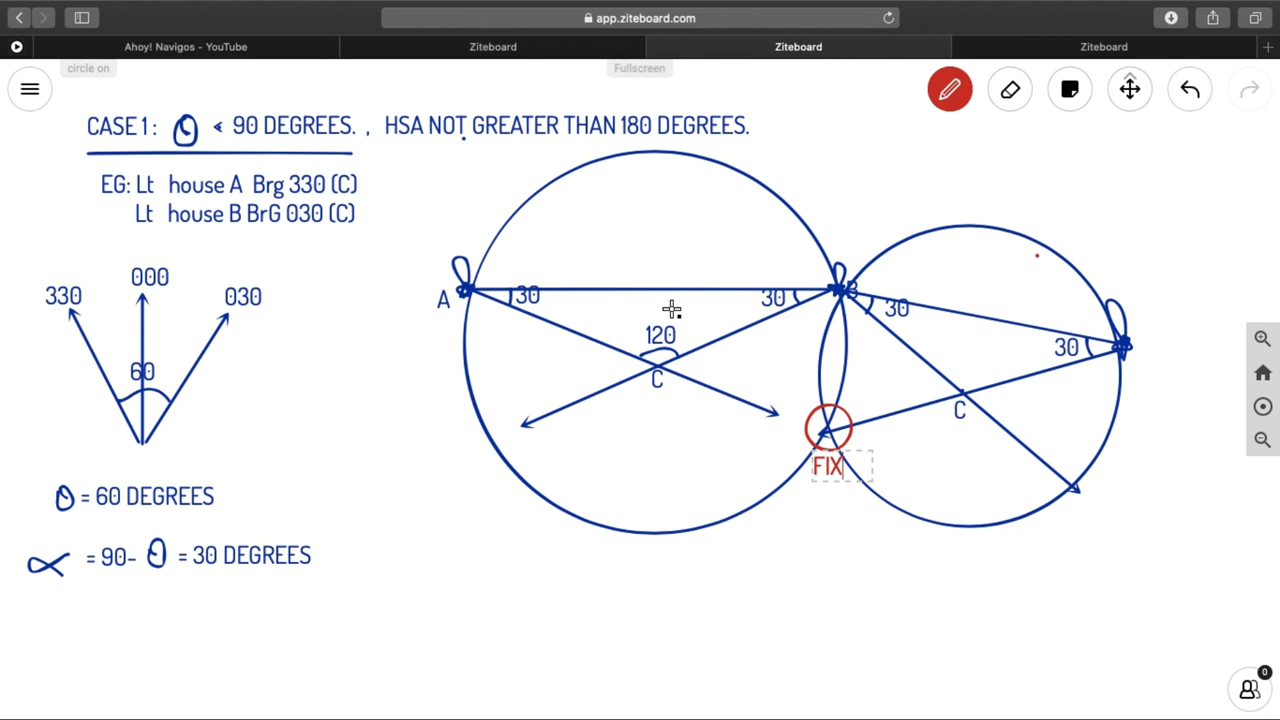 app.ziteboard.com
Ahoy! Navigos - YouTube
Ziteboard
Ziteboard
Ziteboard
circle on
Fullscreen
CASE 1: θ < 90 DEGREES. , HSA NOT GREATER THAN 180 DEGREES.
EG: Lt house A Brg 330 (C)
Lt house B BrG 030 (C)
000
330
030
60
θ = 60 DEGREES
∝ = 90- θ = 30 DEGREES
A
30
30
B
30
120
30
C
C
FIX
0